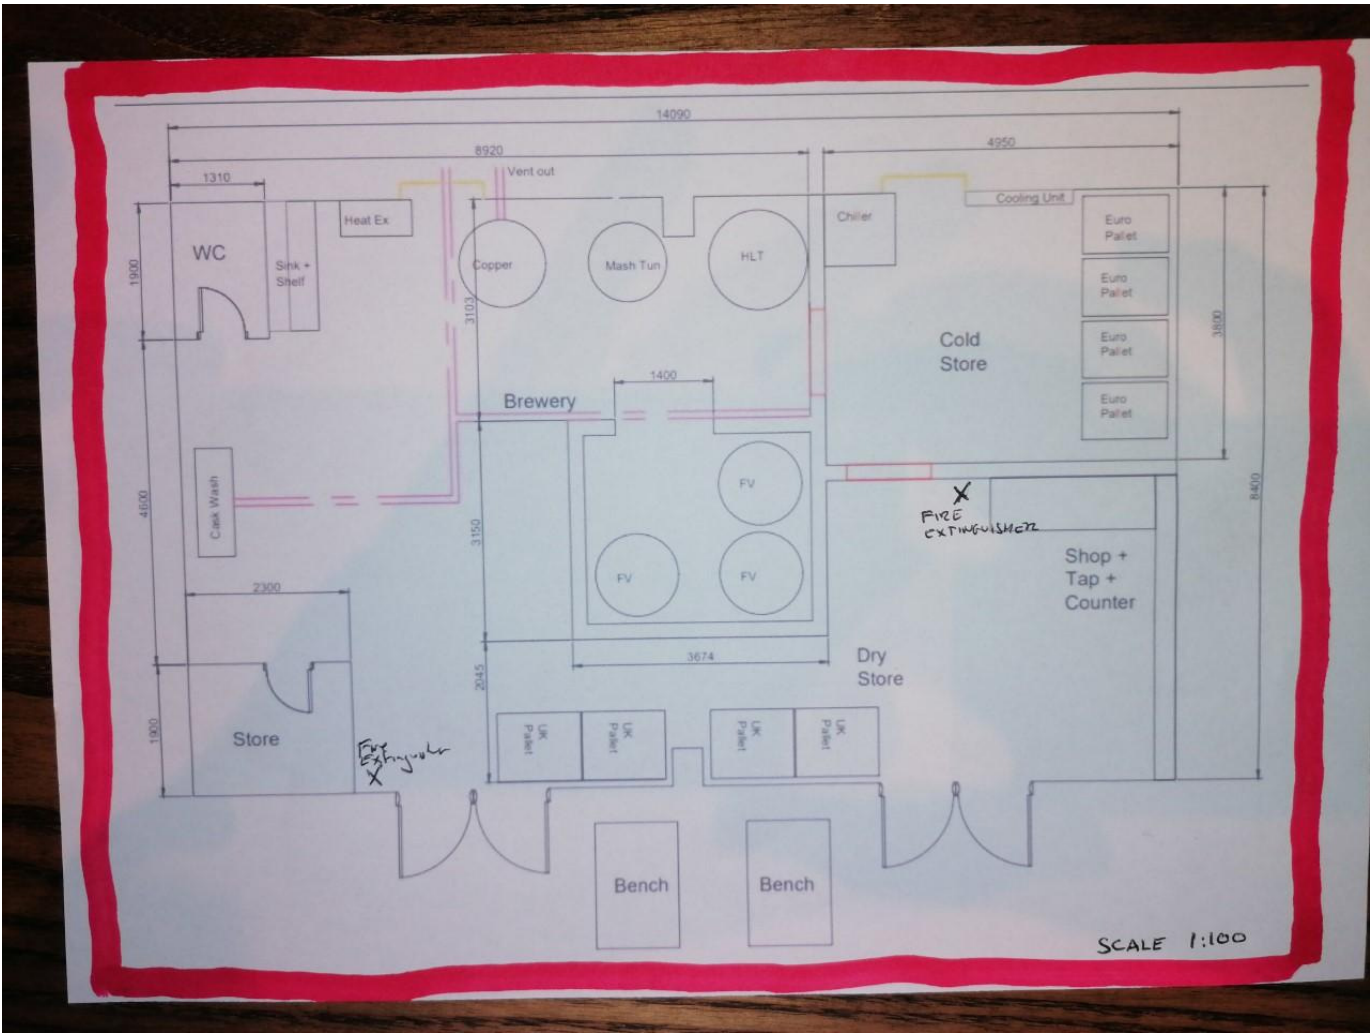 14090
8920
4950
1310
Vent out
WC
Sink +
Shelf
Heat Ex
Copper
Mash Tun
HLT
Chiller
Cooling Unit
Euro
Pallet
Euro
Pallet
Euro
Pallet
Euro
Pallet
1900
3103
3800
Cold
Store
1400
Brewery
Cask Wash
4600
3150
8400
FV
FV
FV
X
FIRE
EXTINGUISHER
Shop +
Tap +
Counter
2300
3674
Dry
Store
2045
1900
Store
Fire
Extinguisher
X
UK
Pallet
UK
Pallet
UK
Pallet
UK
Pallet
Bench
Bench
SCALE 1:100